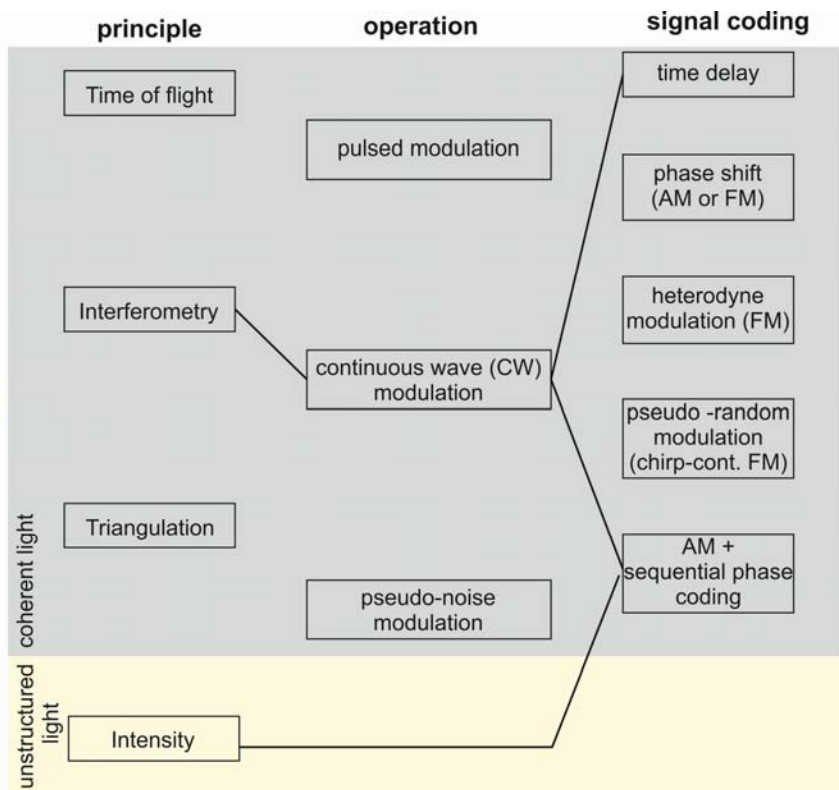 principle
operation
signal coding
Time of flight
pulsed modulation
time delay
phase shift
(AM or FM)
Interferometry
continuous wave (CW)
modulation
heterodyne
modulation (FM)
pseudo -random
modulation
(chirp-cont. FM)
Triangulation
pseudo-noise
modulation
AM +
sequential phase
coding
coherent light
unstructured
light
Intensity